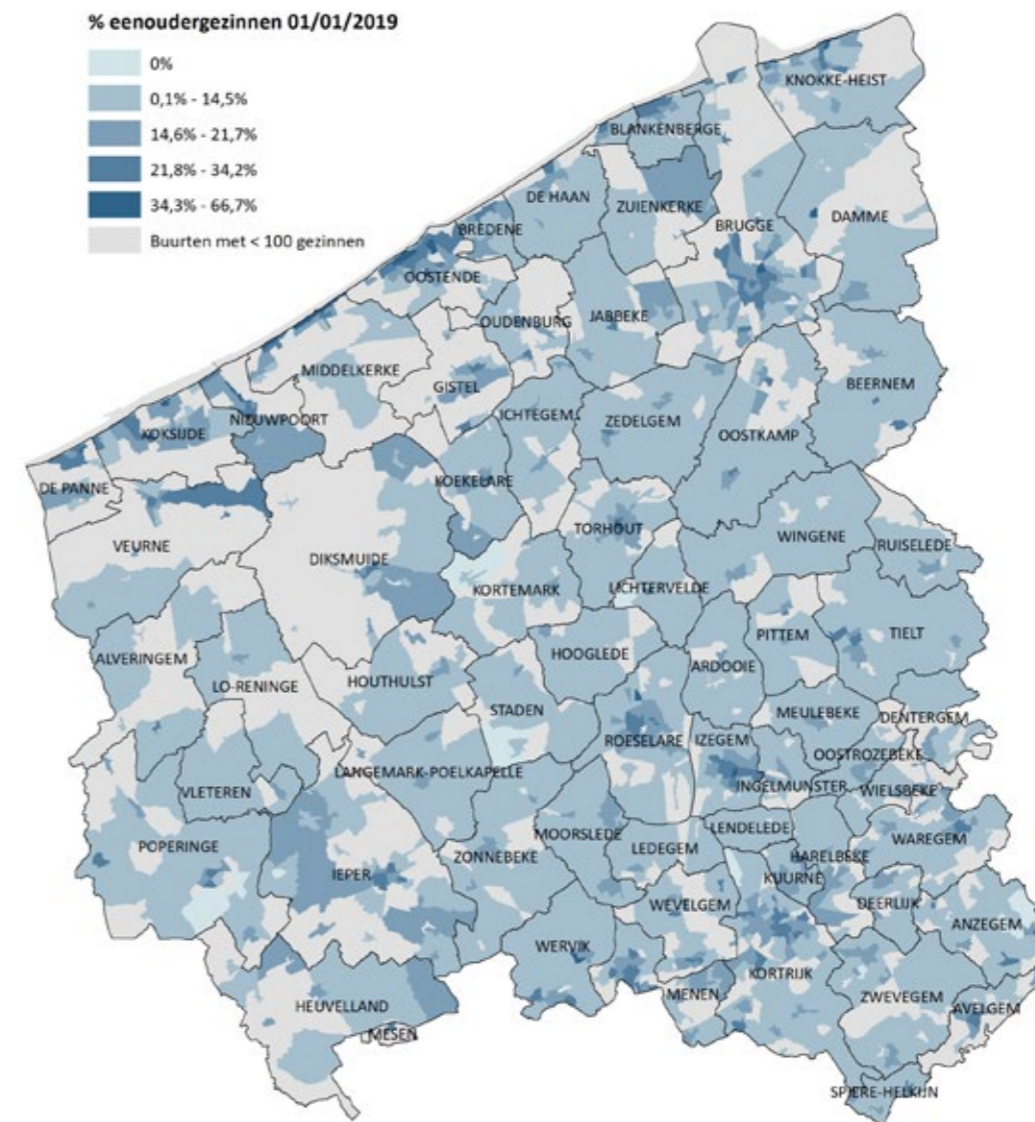 % eenoudergezinnen 01/01/2019
0%
0,1% - 14,5%
14,6% - 21,7%
21,8% - 34,2%
34,3% - 66,7%
Buurten met < 100 gezinnen
KNOKKE-HEIST
BLANKENBERGE
DE HAAN
ZUIENKERKE
BRUGGE
DAMME
BREDENE
OOSTENDE
OUDENBURG
JABBEKE
MIDDELKERKE
GISTEL
BEERNEM
NIEUWPOORT
KOKSIJDE
ICHTEGEM
ZEDELGEM
OOSTKAMP
DE PANNE
KOEKELARE
VEURNE
DIKSMUIDE
TORHOUT
WINGENE
RUISELEDE
KORTEMARK
LICHTERVELDE
PITTEM
TIELT
ALVERINGEM
LO-RENINGE
HOUTHULST
HOOGLEDE
ARDOOIE
STADEN
MEULEBEKE
DENTERGEM
ROESELARE
IZEGEM
OOSTROZEBEKE
LANGEMARK-POELKAPELLE
INGELMUNSTER
WIELSBEKE
VLETEREN
MOORSLEDE
LENDELEDE
WAREGEM
POPERINGE
IEPER
ZONNEBEKE
LEDEGEM
HARELBEKE
KUURNE
WEVELGEM
DEERLIJK
ANZEGEM
WERVIK
KORTRIJK
MENEN
ZWEVEGEM
AVELGEM
HEUVELLAND
MESEN
SPIERE-HELKIJN